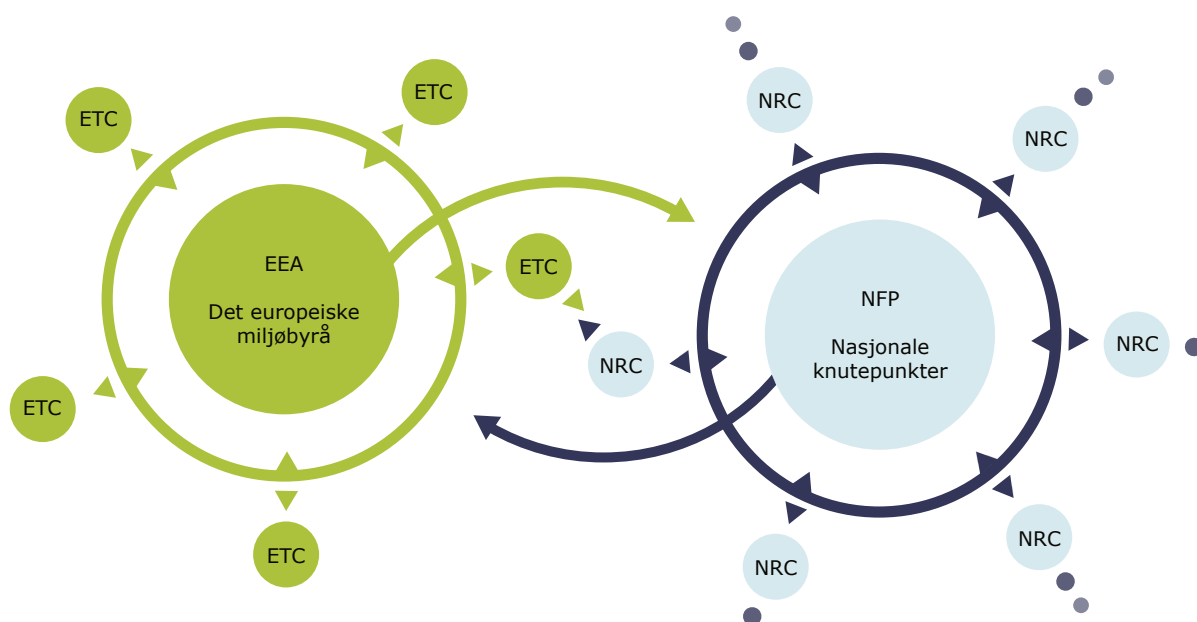 ETC
ETC
EEA
Det europeiske
miljøbyrå
ETC
ETC
ETC
NRC
NRC
NFP
Nasjonale
knutepunkter
NRC
NRC
NRC
NRC